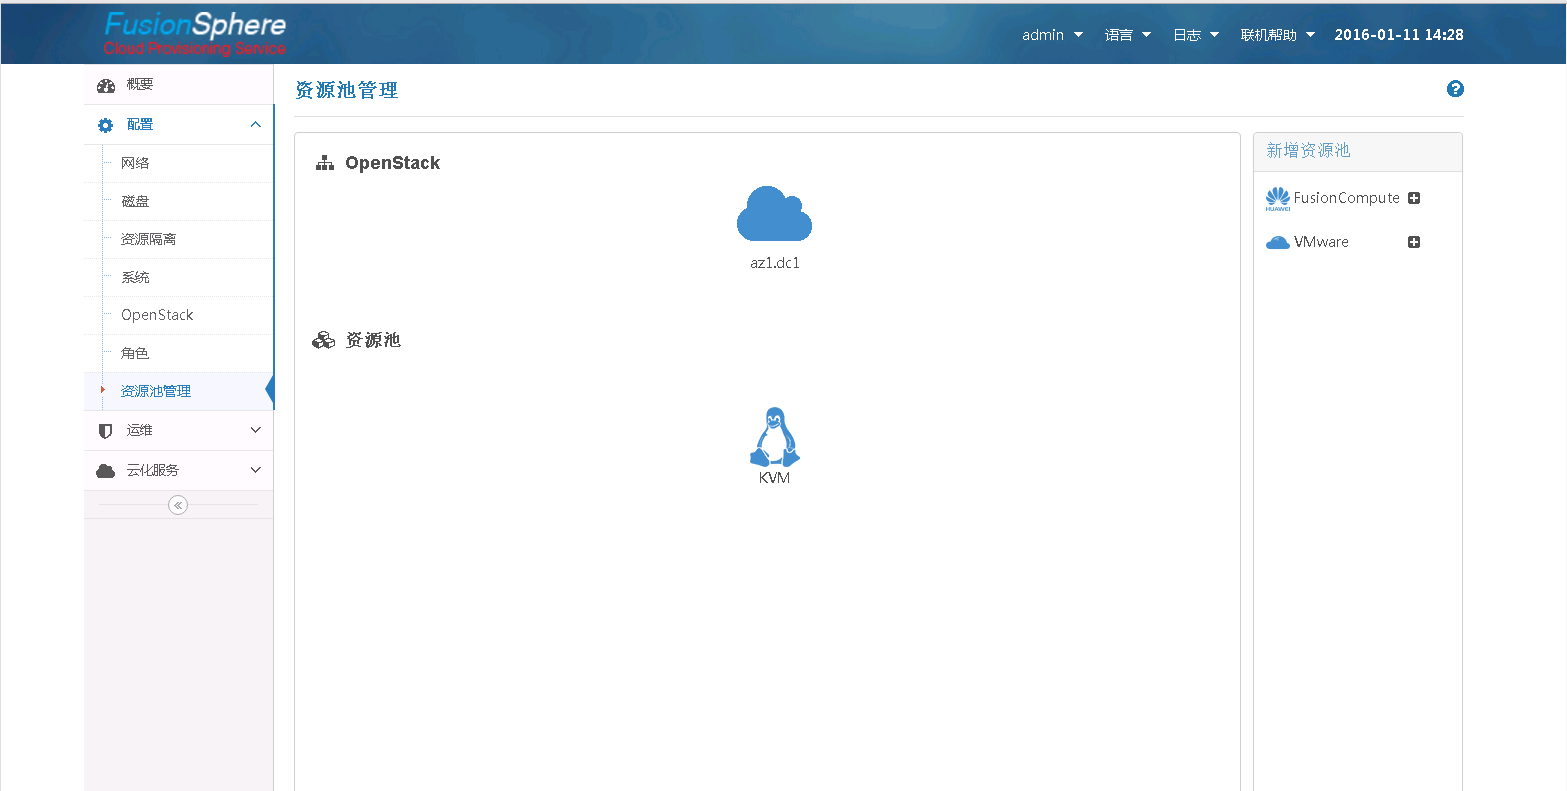 FusionSphere
Cloud Provisioning Service
admin 语言 日志 联机帮助 2016-01-11 14:28
概要
配置
网络
磁盘
资源隔离
系统
OpenStack
角色
资源池管理
运维
云化服务
资源池管理
OpenStack
az1.dc1
资源池
KVM
新增资源池
HUAWEI FusionCompute
VMware